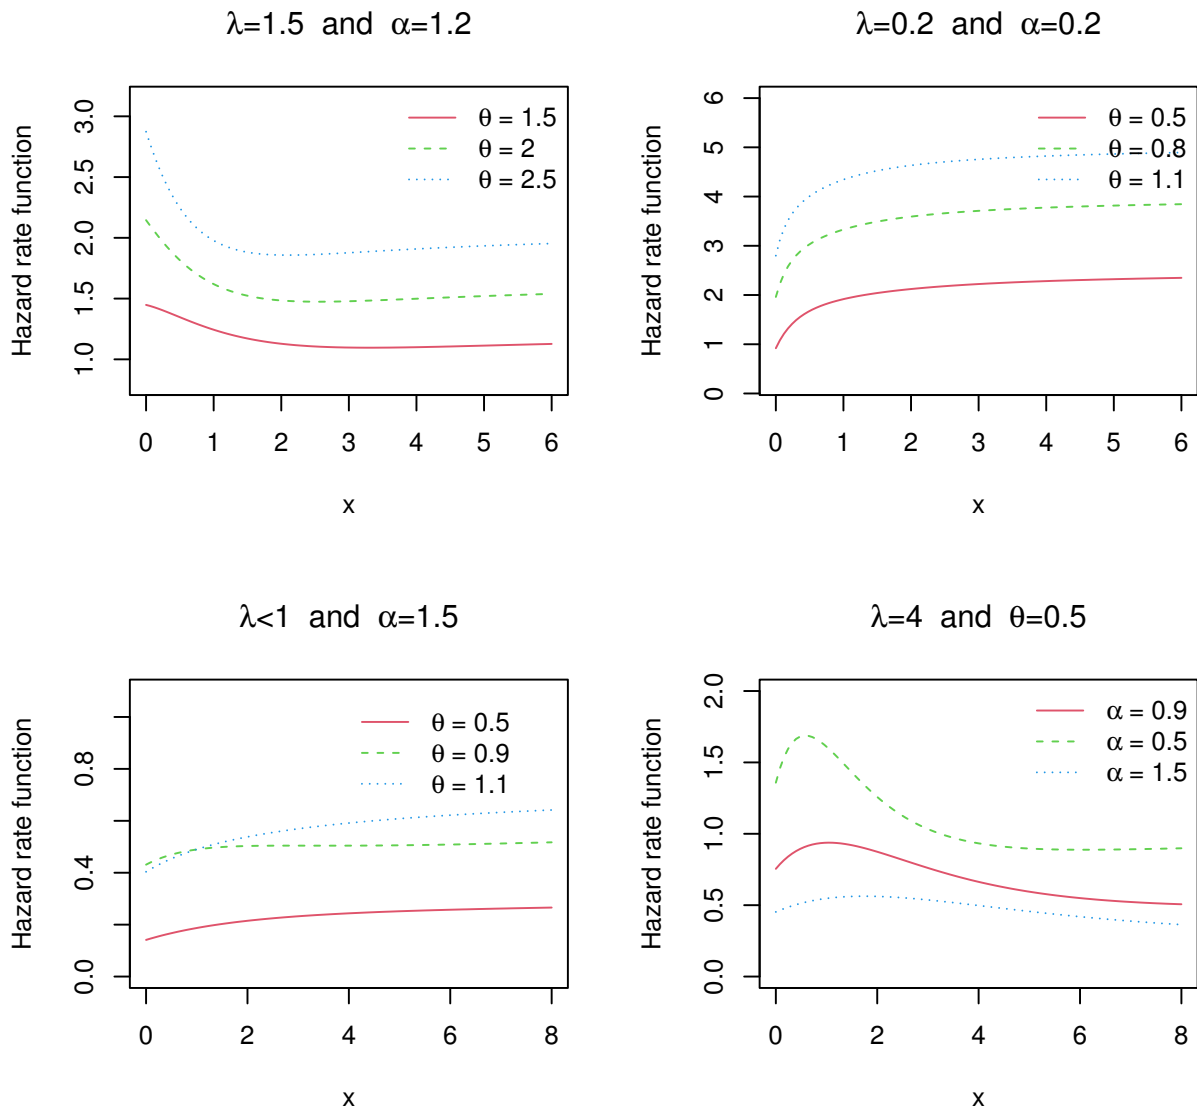 λ=1.5 and α=1.2
Hazard rate function
3.0
2.5
2.0
1.5
1.0
θ = 1.5
θ = 2
θ = 2.5
0 1 2 3 4 5 6
x
λ=0.2 and α=0.2
Hazard rate function
6
5
4
3
2
1
0
θ = 0.5
θ = 0.8
θ = 1.1
0 1 2 3 4 5 6
x
λ<1 and α=1.5
Hazard rate function
0.8
0.4
0.0
θ = 0.5
θ = 0.9
θ = 1.1
0 2 4 6 8
x
λ=4 and θ=0.5
Hazard rate function
2.0
1.5
1.0
0.5
0.0
α = 0.9
α = 0.5
α = 1.5
0 2 4 6 8
x